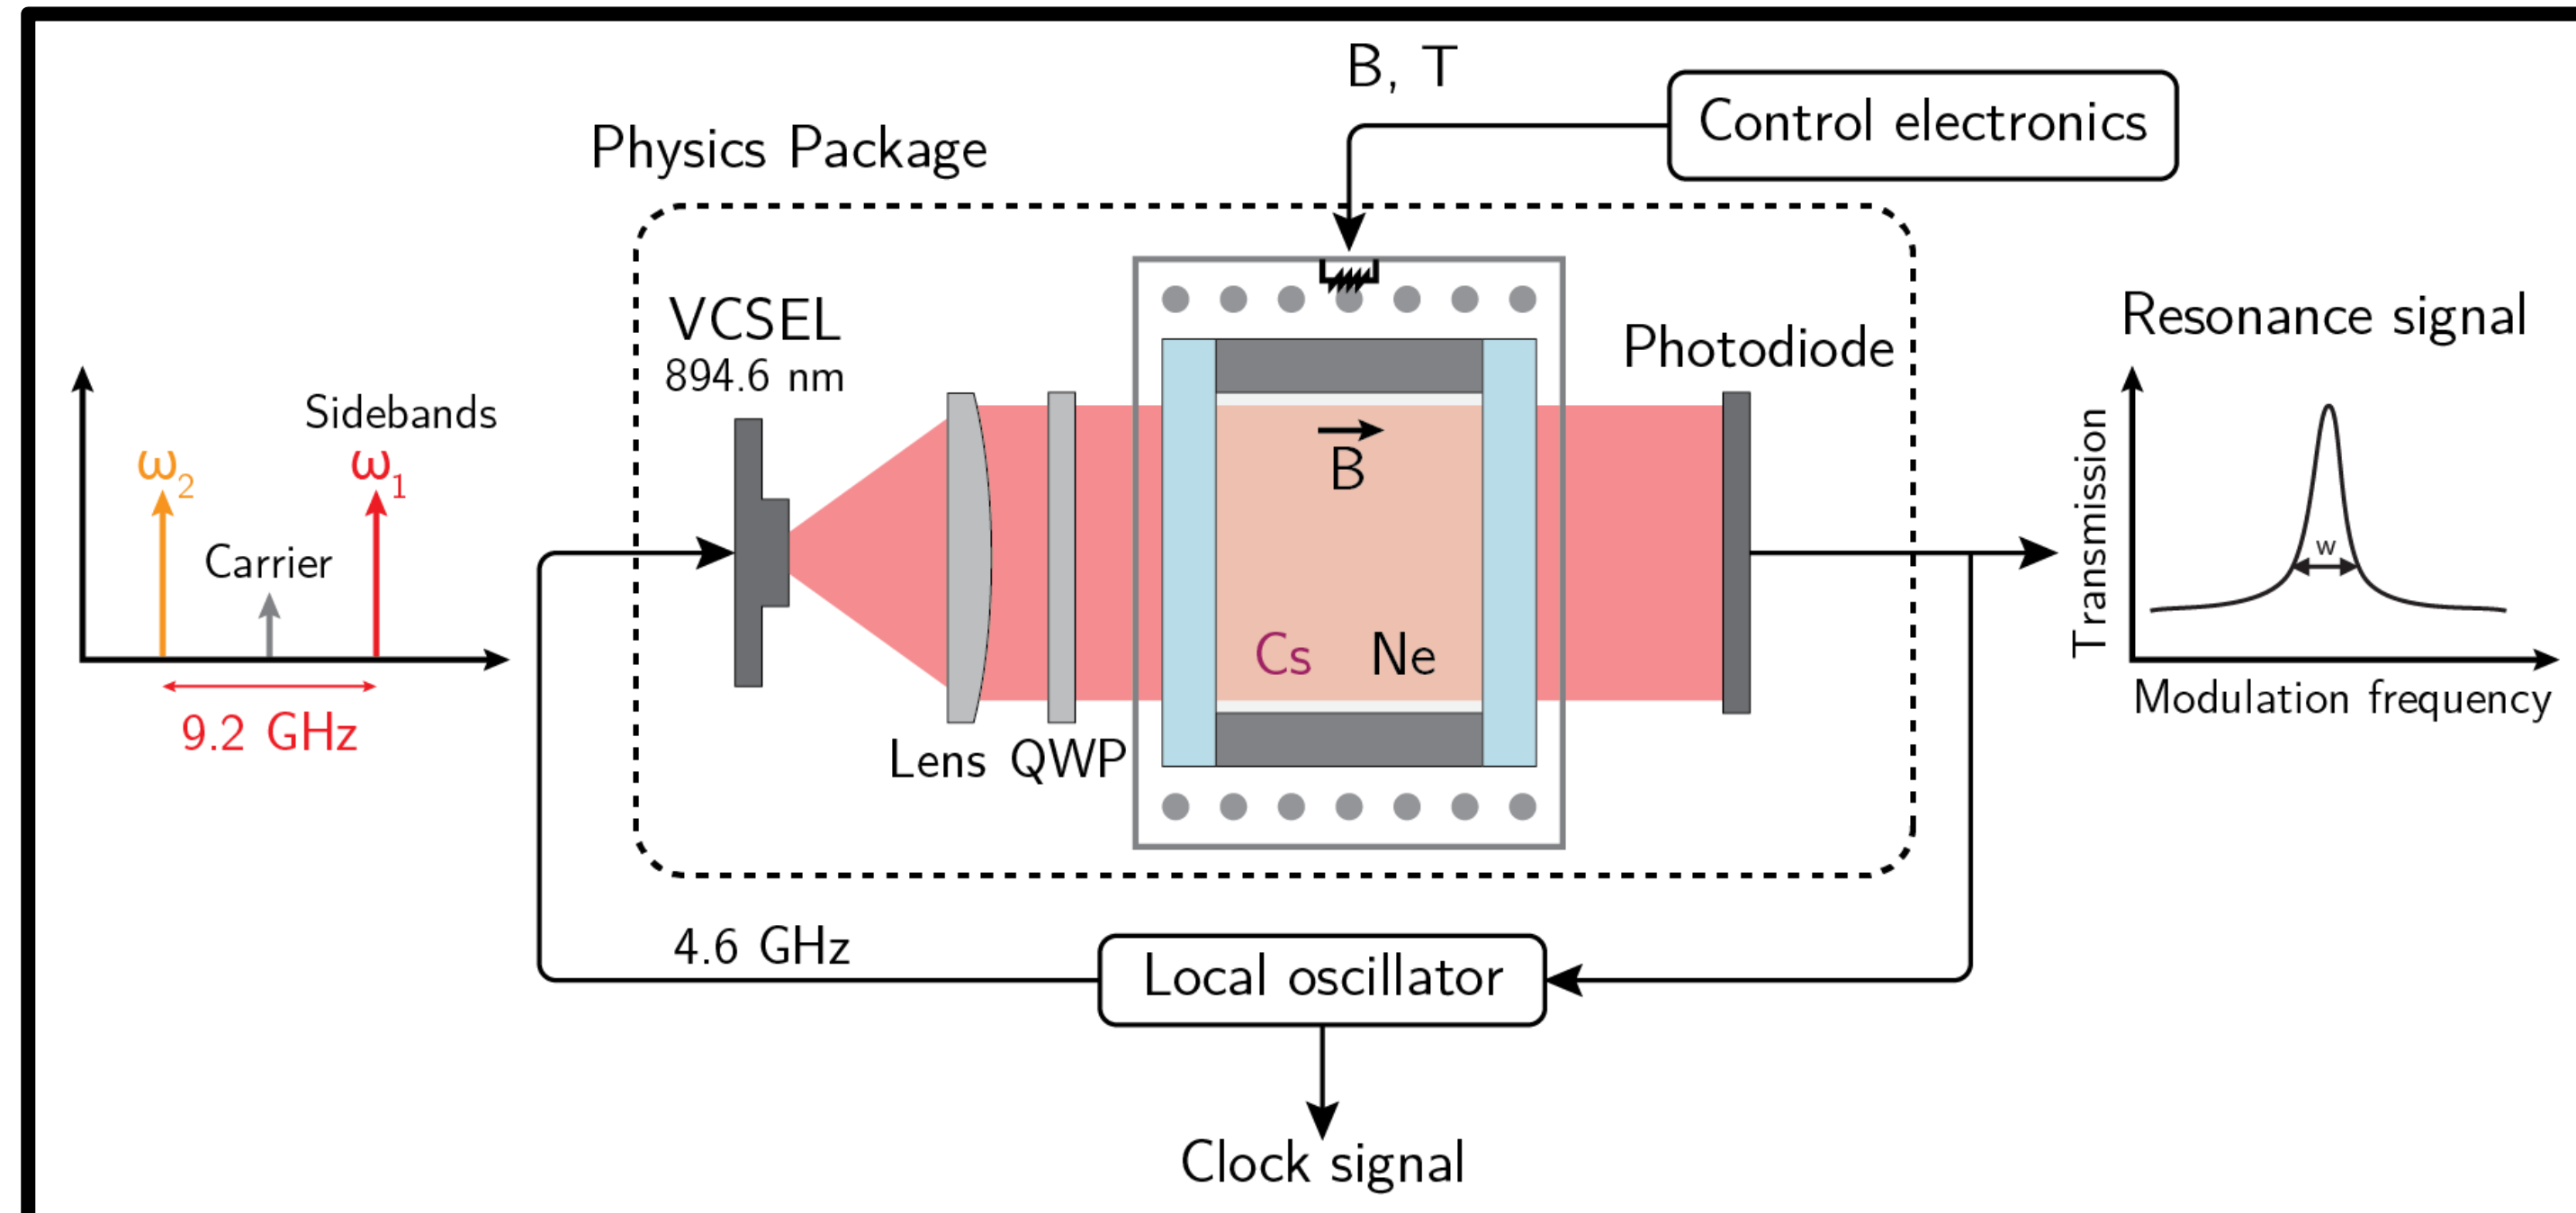 B, T
Control electronics
Physics Package
VCSEL
894.6 nm
Photodiode
Resonance signal
Sidebands
ω2
ω1
Carrier
9.2 GHz
B
Cs
Ne
Lens
QWP
Transmission
w
Modulation frequency
4.6 GHz
Local oscillator
Clock signal